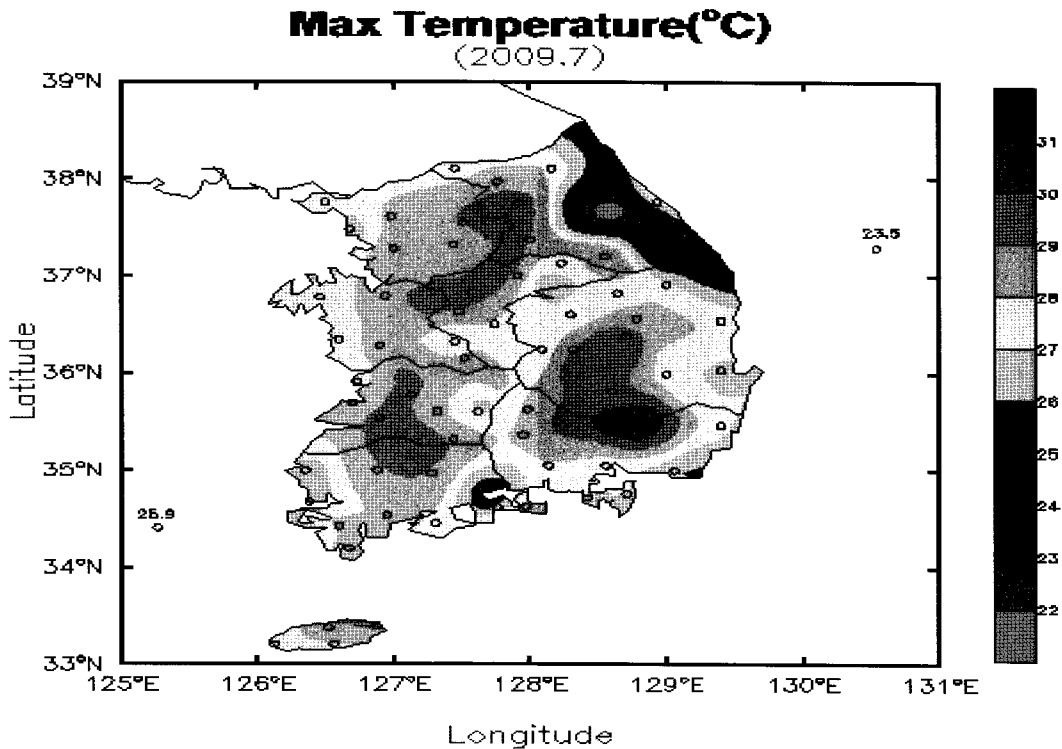 Max Temperature(°C)
(2009.7)
39°N
38°N
37°N
36°N
35°N
34°N
33°N
Latitude
125°E 126°E 127°E 128°E 129°E 130°E 131°E
Longitude
23.5
25.9
31
30
29
28
27
26
25
24
23
22